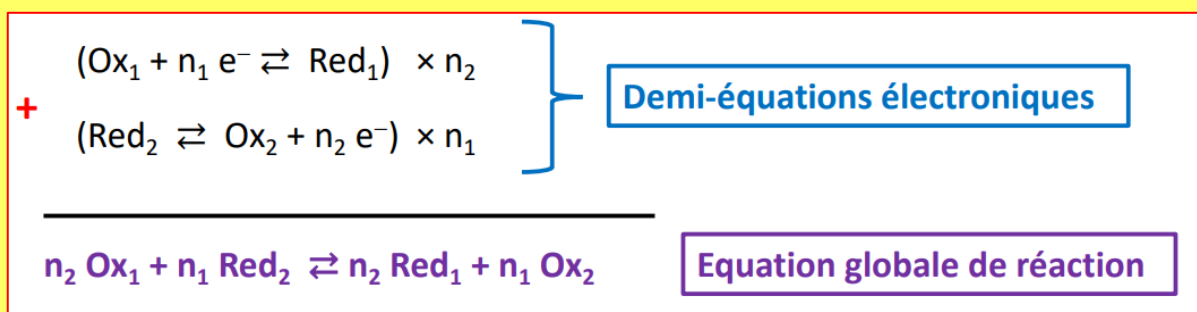 (Ox₁ + n₁ e⁻ ⇄ Red₁) × n₂
+
Demi-équations électroniques
(Red₂ ⇄ Ox₂ + n₂ e⁻) × n₁
n₂ Ox₁ + n₁ Red₂ ⇄ n₂ Red₁ + n₁ Ox₂
Equation globale de réaction